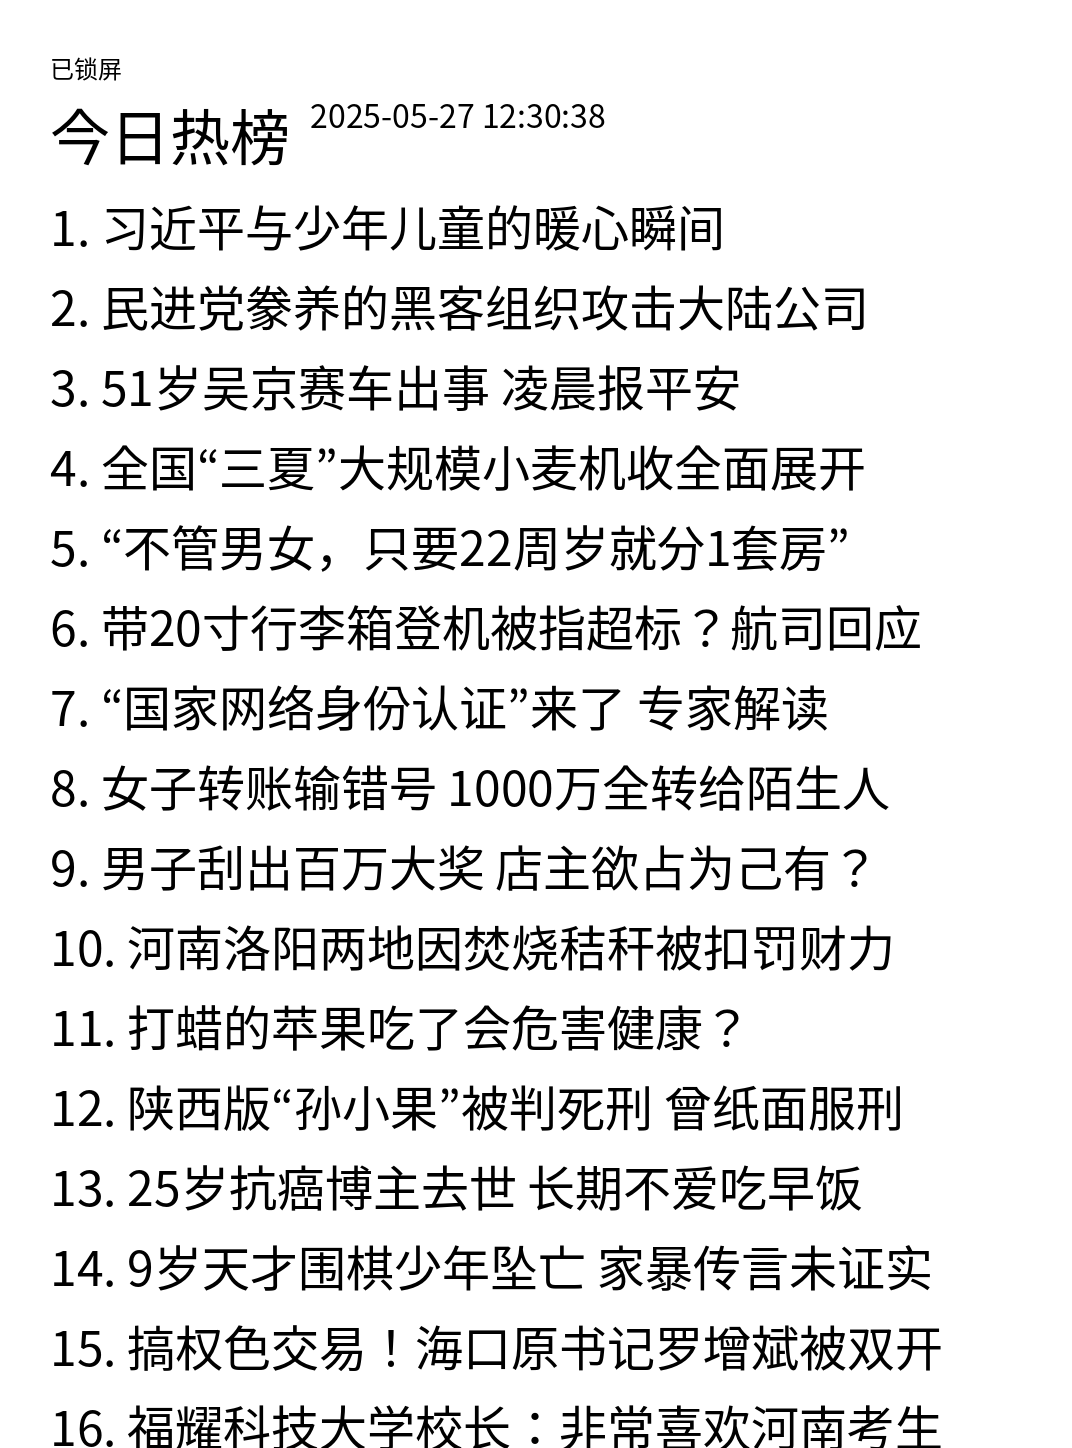 已锁屏
今日热榜 2025-05-27 12:30:38
1. 习近平与少年儿童的暖心瞬间
2. 民进党豢养的黑客组织攻击大陆公司
3. 51岁吴京赛车出事 凌晨报平安
4. 全国“三夏”大规模小麦机收全面展开
5. “不管男女，只要22周岁就分1套房”
6. 带20寸行李箱登机被指超标？航司回应
7. “国家网络身份认证”来了 专家解读
8. 女子转账输错号 1000万全转给陌生人
9. 男子刮出百万大奖 店主欲占为己有？
10. 河南洛阳两地因焚烧秸秆被扣罚财力
11. 打蜡的苹果吃了会危害健康？
12. 陕西版“孙小果”被判死刑 曾纸面服刑
13. 25岁抗癌博主去世 长期不爱吃早饭
14. 9岁天才围棋少年坠亡 家暴传言未证实
15. 搞权色交易！海口原书记罗增斌被双开
16. 福耀科技大学校长：非常喜欢河南考生